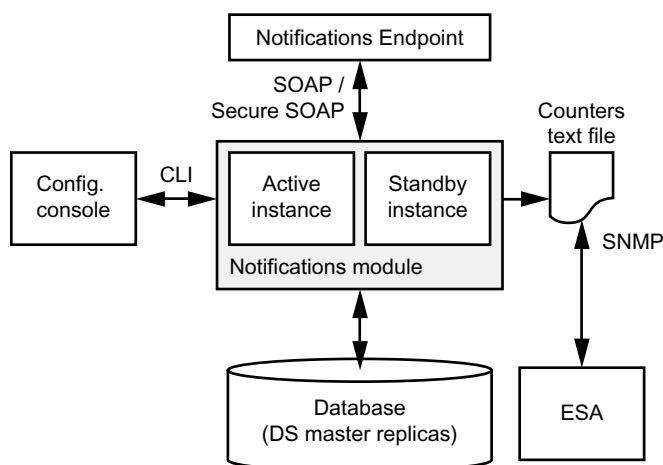 Notifications Endpoint
SOAP /
Secure SOAP
Counters
text file
Config.
console
CLI
Active
instance
Standby
instance
Notifications module
SNMP
Database
(DS master replicas)
ESA